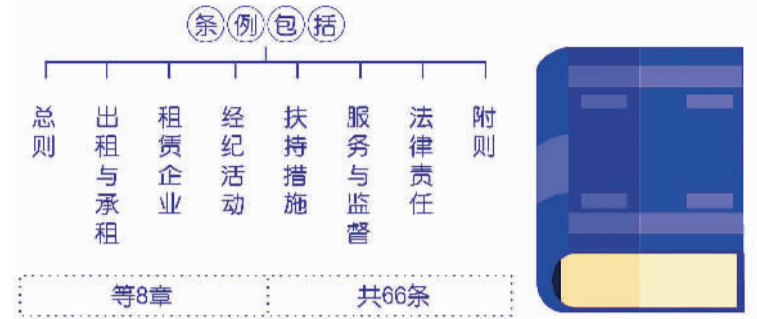 条例包括
总则
出租与承租
租赁企业
经纪活动
扶持措施
服务与监督
法律责任
附则
等8章
共66条